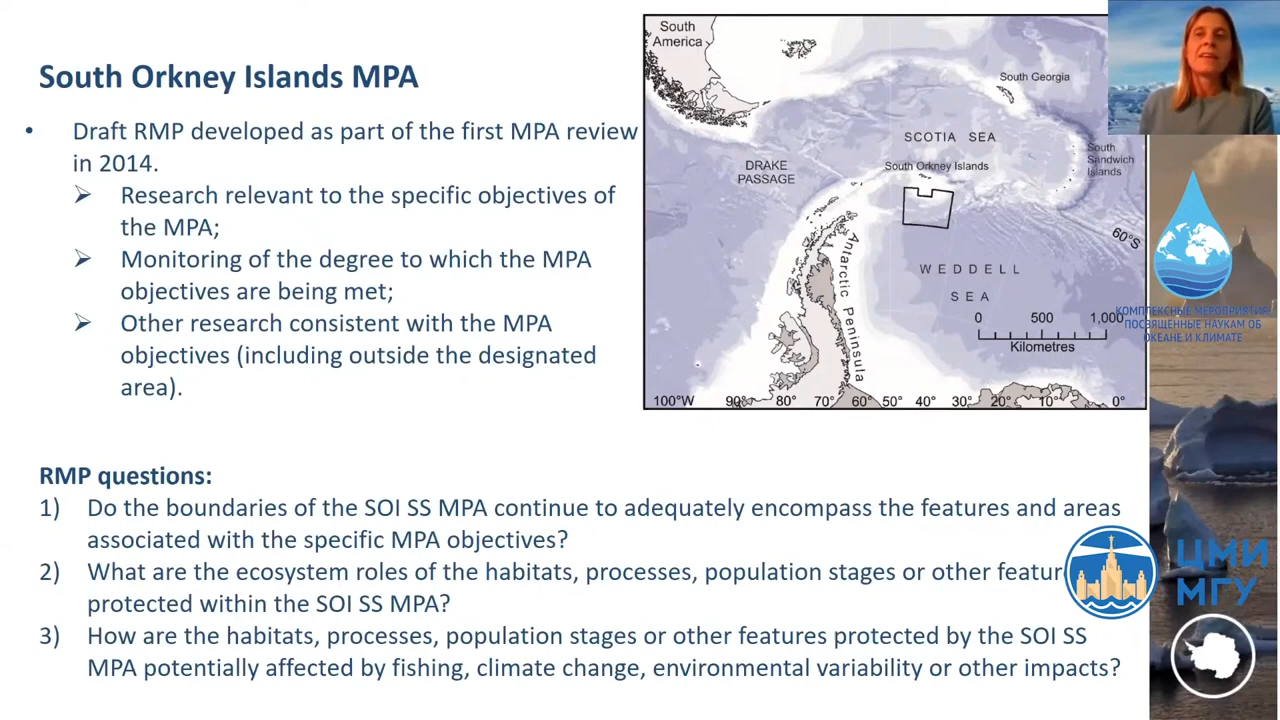 South Orkney Islands MPA
• Draft RMP developed as part of the first MPA review
in 2014.
➢ Research relevant to the specific objectives of
the MPA;
➢ Monitoring of the degree to which the MPA
objectives are being met;
➢ Other research consistent with the MPA
objectives (including outside the designated
area).
South
America
South Georgia
SCOTIA SEA
DRAKE
PASSAGE
South Orkney Islands
South
Sandwich
Islands
60°S
Antarctic Peninsula
WEDDELL
SEA
0 500 1,000
Kilometres
100°W 90° 80° 70° 60° 50° 40° 30° 20° 10° 0°
КОМПЛЕКСНЫЕ МЕРОПРИЯТИЯ,
ПОСВЯЩЁННЫЕ НАУКАМ ОБ
ОКЕАНЕ И КЛИМАТЕ
RMP questions:
1) Do the boundaries of the SOI SS MPA continue to adequately encompass the features and areas
associated with the specific MPA objectives?
2) What are the ecosystem roles of the habitats, processes, population stages or other featur
protected within the SOI SS MPA?
3) How are the habitats, processes, population stages or other features protected by the SOI SS
MPA potentially affected by fishing, climate change, environmental variability or other impacts?
ЦМИ
МГУ